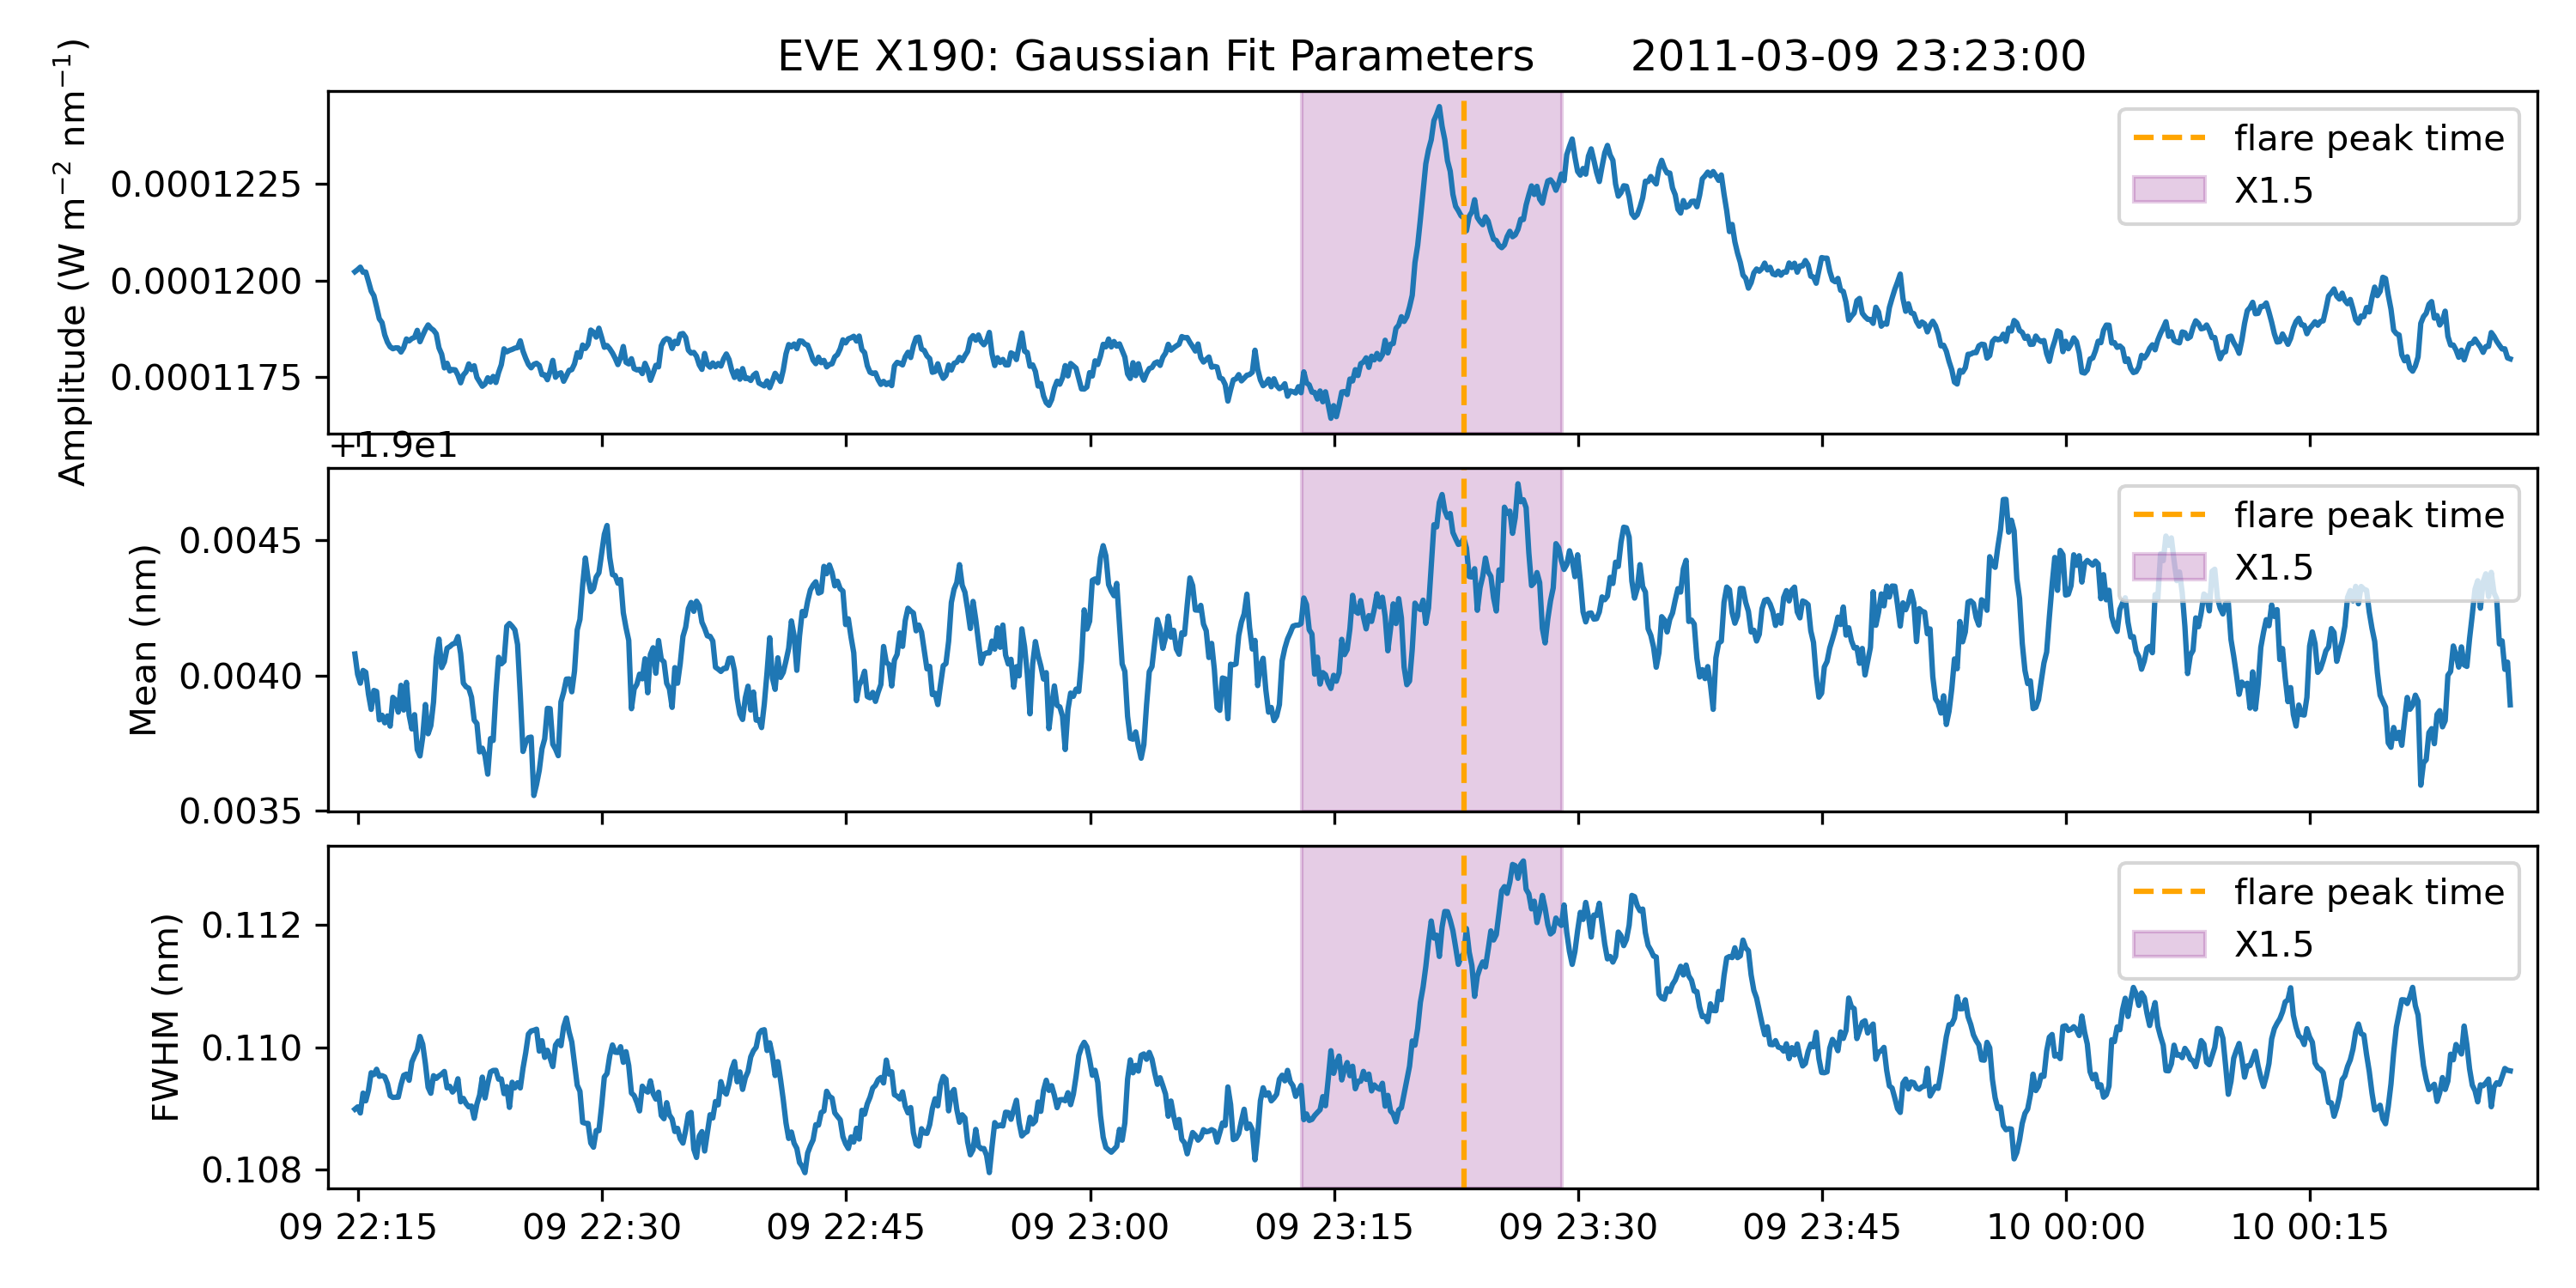 EVE X190: Gaussian Fit Parameters 2011-03-09 23:23:00
Amplitude (W m⁻² nm⁻¹)
0.0001225
0.0001200
0.0001175
flare peak time
X1.5
+1.9e1
Mean (nm)
0.0045
0.0040
0.0035
flare peak time
X1.5
FWHM (nm)
0.112
0.110
0.108
flare peak time
X1.5
09 22:15 09 22:30 09 22:45 09 23:00 09 23:15 09 23:30 09 23:45 10 00:00 10 00:15